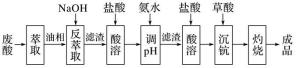 NaOH 盐酸 氨水 盐酸 草酸
废酸 萃取 油相 反萃取 滤渣 酸溶 调pH 滤渣 酸溶 沉钪 灼烧 成品